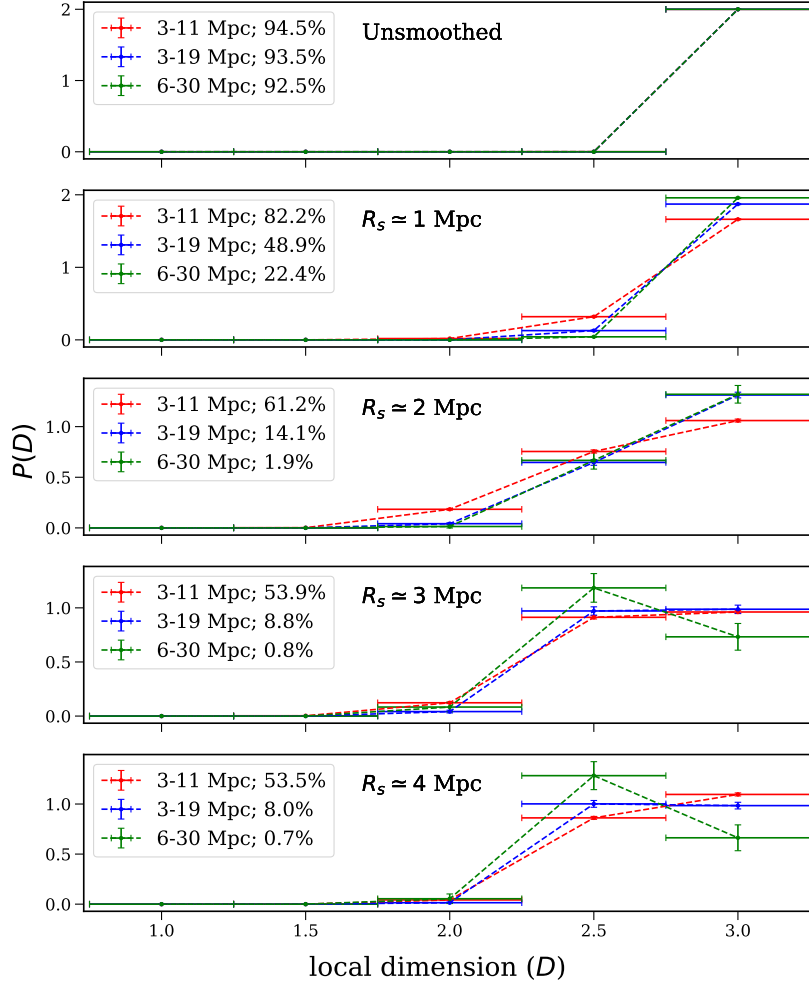 2
3-11 Mpc; 94.5%
Unsmoothed
3-19 Mpc; 93.5%
6-30 Mpc; 92.5%
1
0
2
3-11 Mpc; 82.2%
R_s ≃ 1 Mpc
3-19 Mpc; 48.9%
6-30 Mpc; 22.4%
1
0
3-11 Mpc; 61.2%
R_s ≃ 2 Mpc
3-19 Mpc; 14.1%
6-30 Mpc; 1.9%
1.0
0.5
0.0
P(D)
3-11 Mpc; 53.9%
R_s ≃ 3 Mpc
3-19 Mpc; 8.8%
6-30 Mpc; 0.8%
1.0
0.5
0.0
3-11 Mpc; 53.5%
R_s ≃ 4 Mpc
3-19 Mpc; 8.0%
6-30 Mpc; 0.7%
1.0
0.5
0.0
1.0 1.5 2.0 2.5 3.0
local dimension (D)